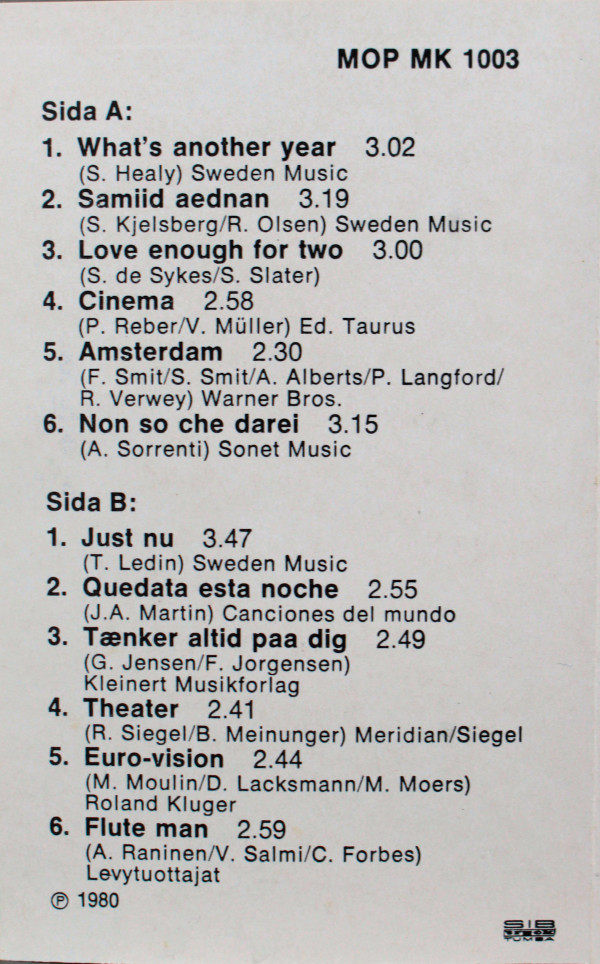 MOP MK 1003
Sida A:
1. What's another year 3.02
(S. Healy) Sweden Music
2. Samiid aednan 3.19
(S. Kjelsberg/R. Olsen) Sweden Music
3. Love enough for two 3.00
(S. de Sykes/S. Slater)
4. Cinema 2.58
(P. Reber/V. Müller) Ed. Taurus
5. Amsterdam 2.30
(F. Smit/S. Smit/A. Alberts/P. Langford/
R. Verwey) Warner Bros.
6. Non so che darei 3.15
(A. Sorrenti) Sonet Music
Sida B:
1. Just nu 3.47
(T. Ledin) Sweden Music
2. Quedata esta noche 2.55
(J.A. Martin) Canciones del mundo
3. Tænker altid paa dig 2.49
(G. Jensen/F. Jorgensen)
Kleinert Musikforlag
4. Theater 2.41
(R. Siegel/B. Meinunger) Meridian/Siegel
5. Euro-vision 2.44
(M. Moulin/D. Lacksmann/M. Moers)
Roland Kluger
6. Flute man 2.59
(A. Raninen/V. Salmi/C. Forbes)
Levytuottajat
℗ 1980
SIB
TUMBA